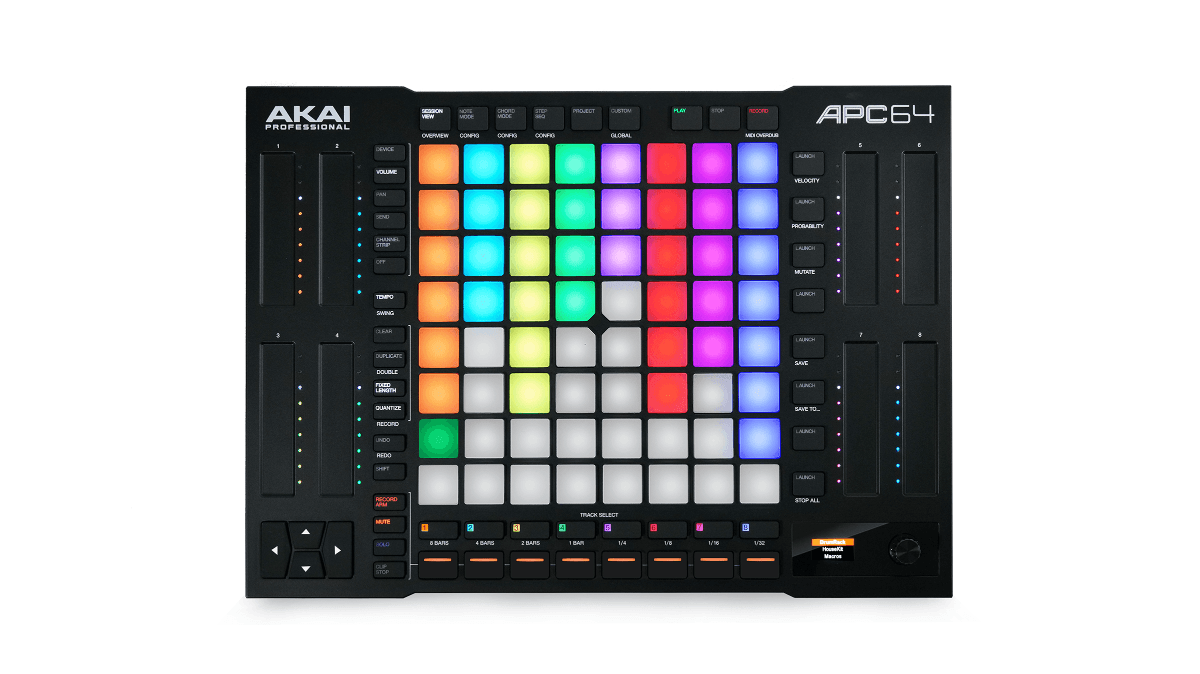 AKAI
PROFESSIONAL
APC64
SESSION
VIEW
NOTE
MODE
CHORD
MODE
STEP
SEQ
PROJECT
CUSTOM
PLAY
STOP
RECORD
OVERVIEW
CONFIG
CONFIG
CONFIG
GLOBAL
MIDI OVERDUB
1
2
5
6
DEVICE
VOLUME
PAN
SEND
CHANNEL
STRIP
OFF
TEMPO
SWING
3
4
CLEAR
DUPLICATE
DOUBLE
FIXED
LENGTH
QUANTIZE
RECORD
UNDO
REDO
SHIFT
RECORD
ARM
MUTE
SOLO
CLIP
STOP
LAUNCH
VELOCITY
LAUNCH
PROBABILITY
LAUNCH
MUTATE
LAUNCH
7
8
LAUNCH
SAVE
LAUNCH
SAVE TO...
LAUNCH
LAUNCH
STOP ALL
TRACK SELECT
1
2
3
4
5
6
7
8
8 BARS
4 BARS
2 BARS
1 BAR
1/4
1/8
1/16
1/32
DrumRack
HouseKit
Macros